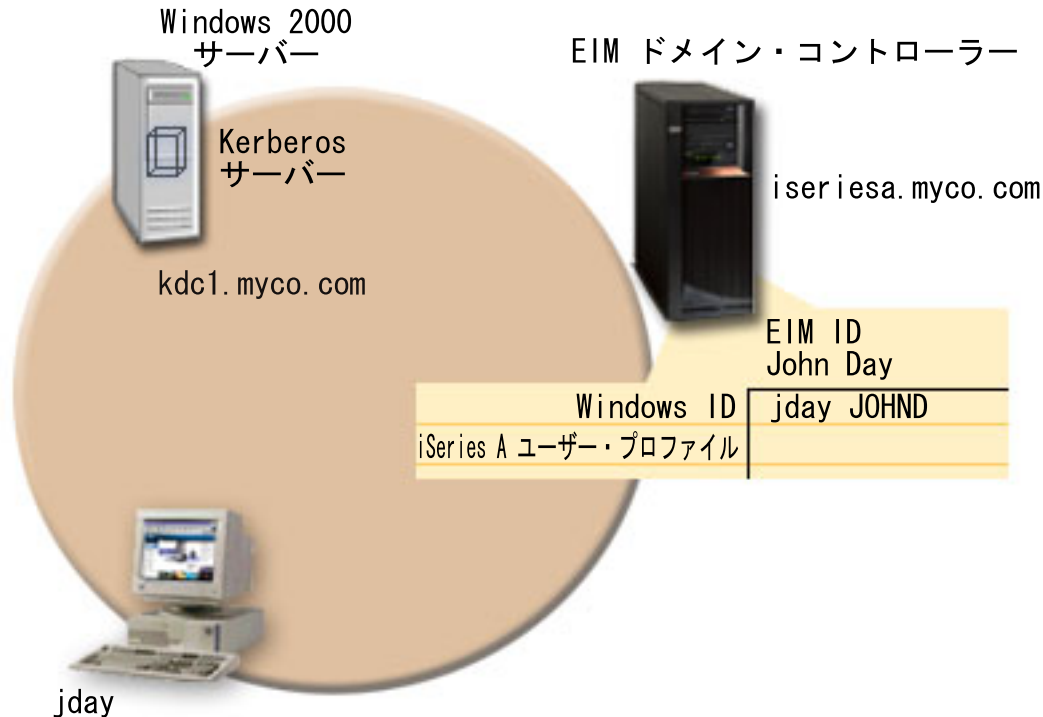 Windows 2000
サーバー
EIM ドメイン・コントローラー
Kerberos
サーバー
iseriesa.myco.com
kdc1.myco.com
EIM ID
John Day
Windows ID
jday JOHND
iSeries A ユーザー・プロファイル
jday